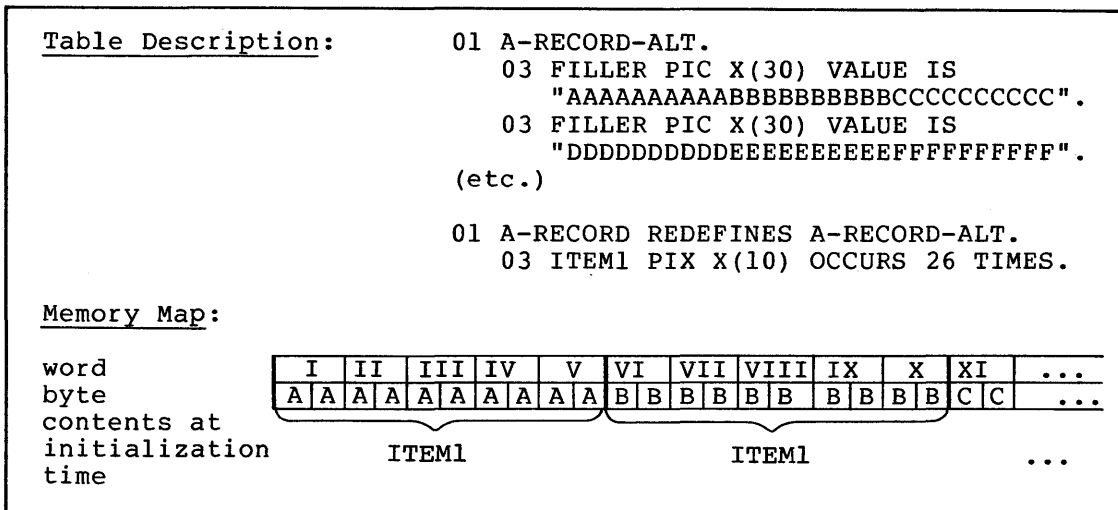 Table Description: 01 A-RECORD-ALT.
03 FILLER PIC X(30) VALUE IS
"AAAAAAAAAABBBBBBBBBBCCCCCCCCCC".
03 FILLER PIC X(30) VALUE IS
"DDDDDDDDDDEEEEEEEEEEFFFFFFFFFF".
(etc.)
01 A-RECORD REDEFINES A-RECORD-ALT.
03 ITEM1 PIX X(10) OCCURS 26 TIMES.
Memory Map:
word I II III IV V VI VII VIII IX X XI ...
byte A A A A A A A A A A B B B B B B B B B B C C ...
contents at
initialization ITEM1 ITEM1 ...
time